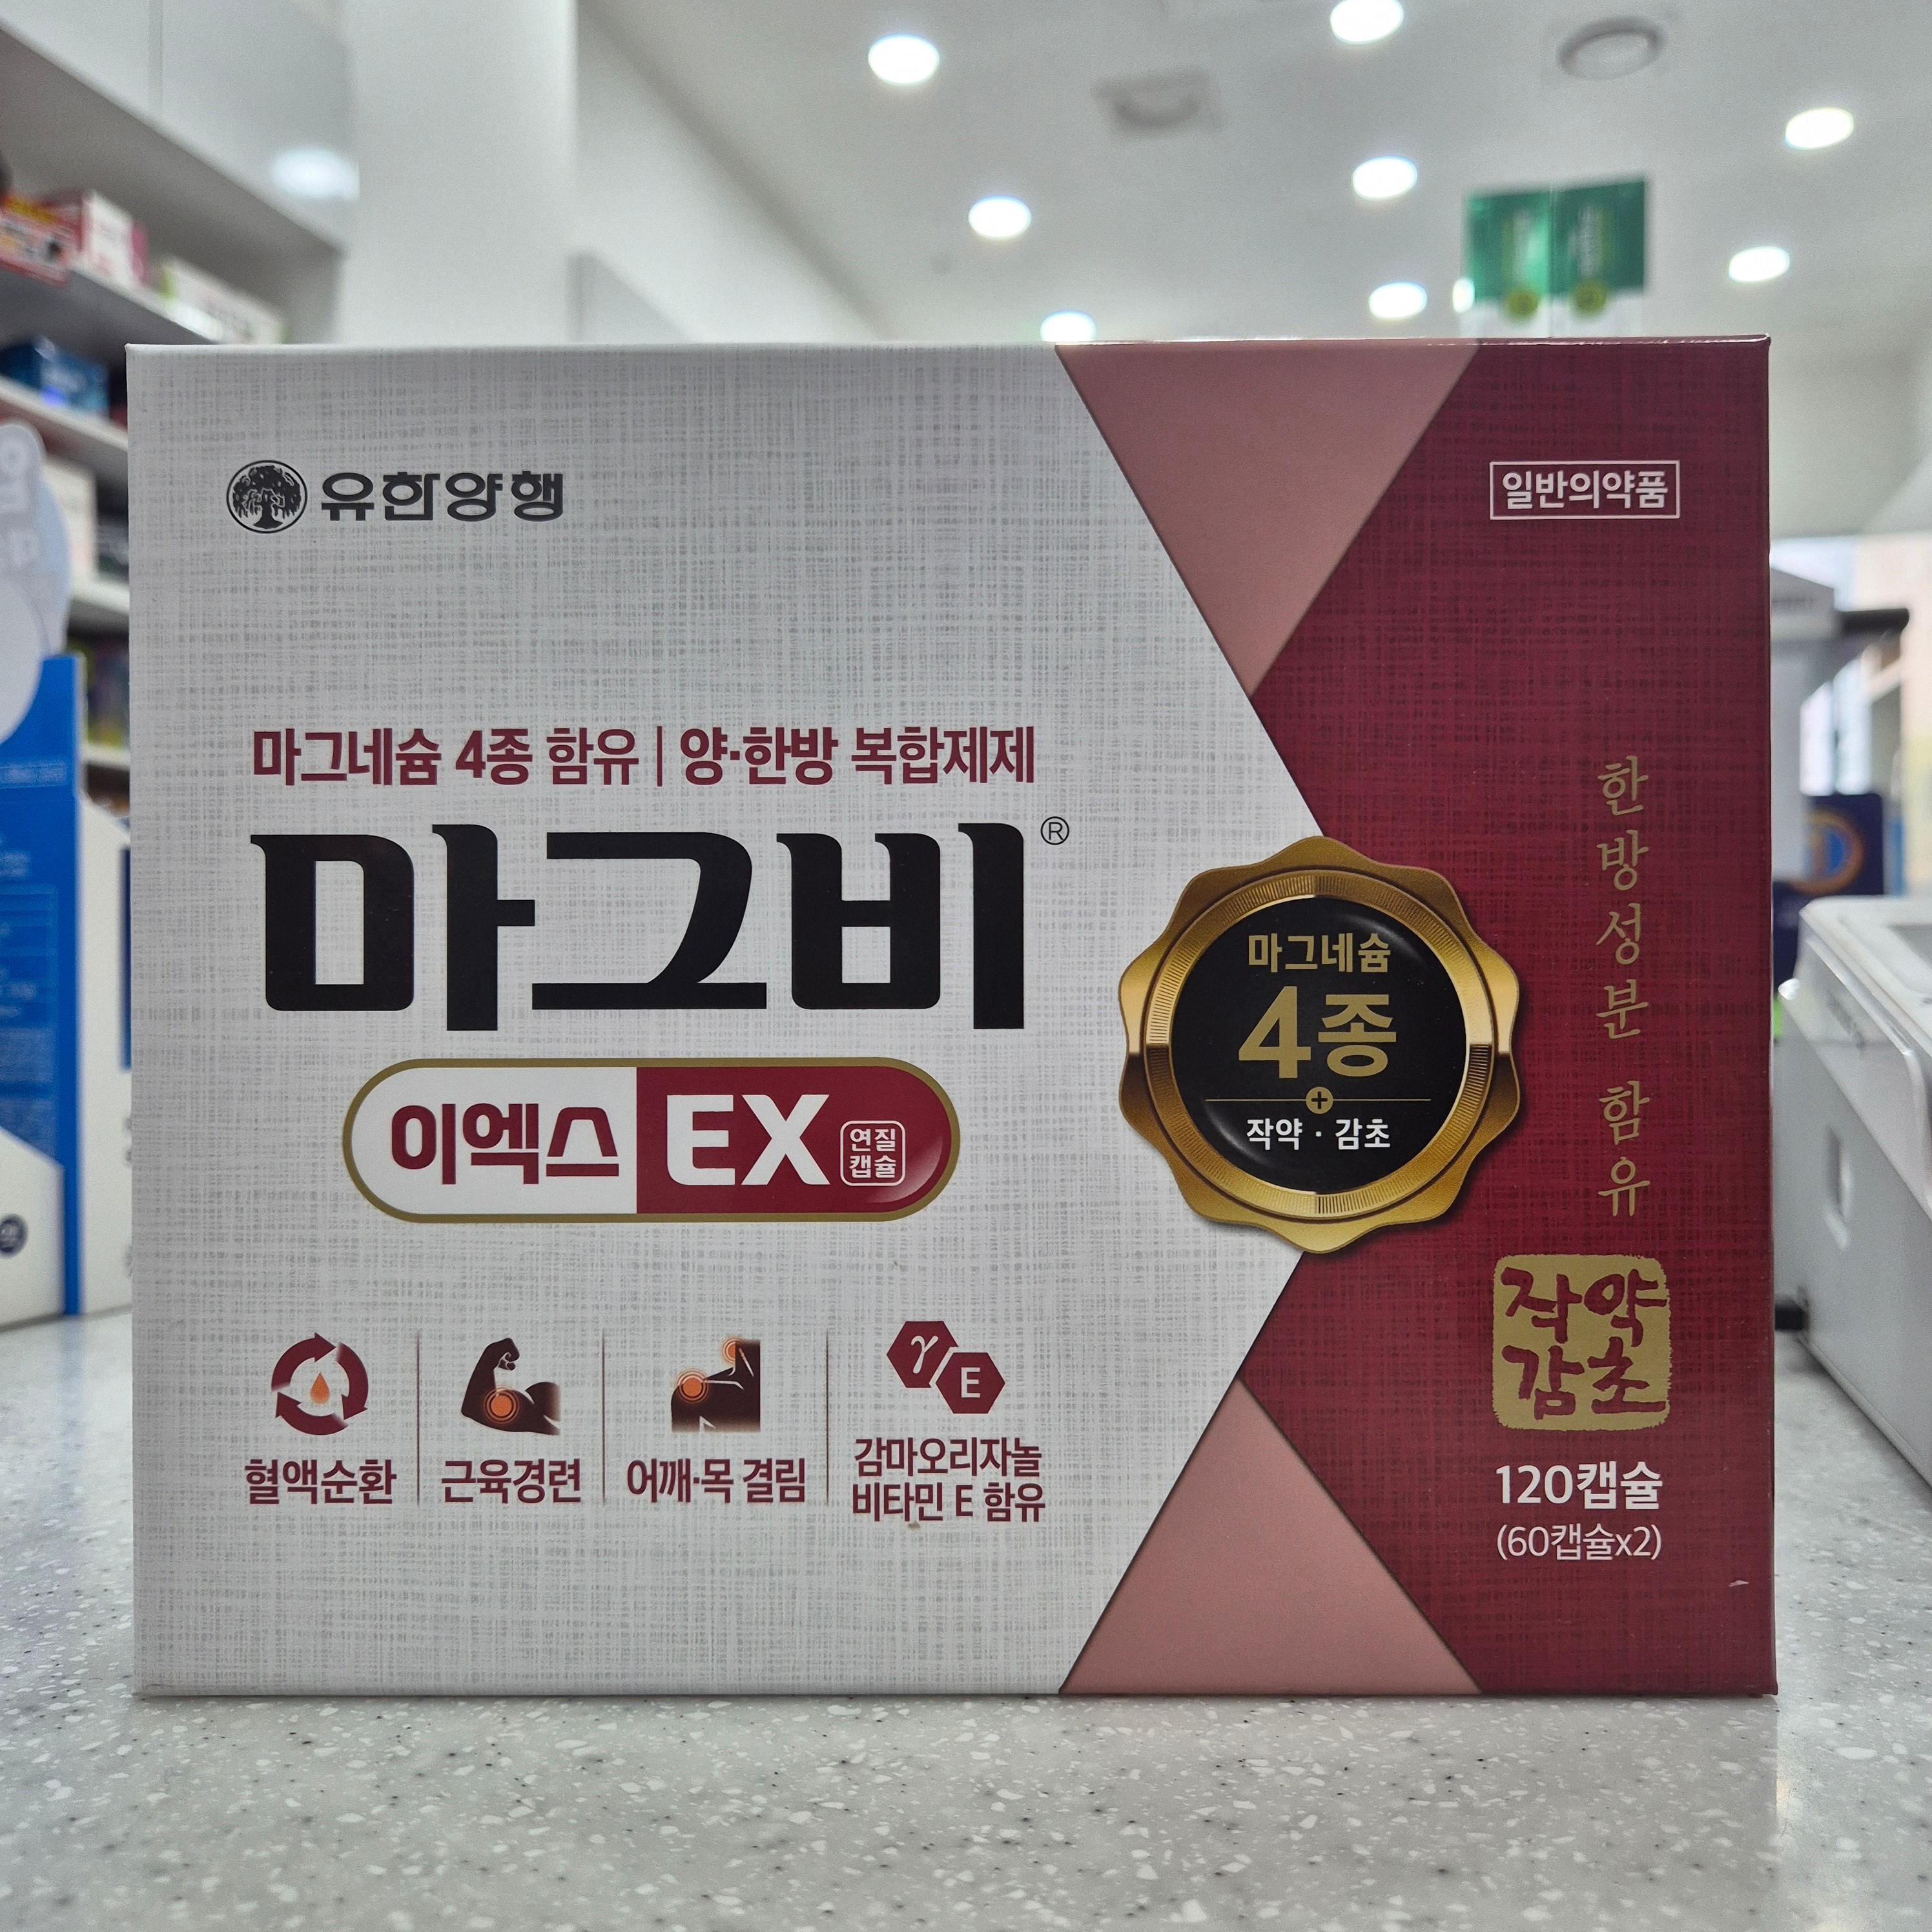 유한양행
일반의약품
마그네슘 4종 함유 | 양·한방 복합제제
마그비®
이엑스 EX 연질
캡슐
마그네슘
4종
+
작약 · 감초
한방성분 함유
작약
감초
혈액순환
근육경련
어깨·목 결림
γ E
감마오리자놀
비타민 E 함유
120캡슐
(60캡슐x2)